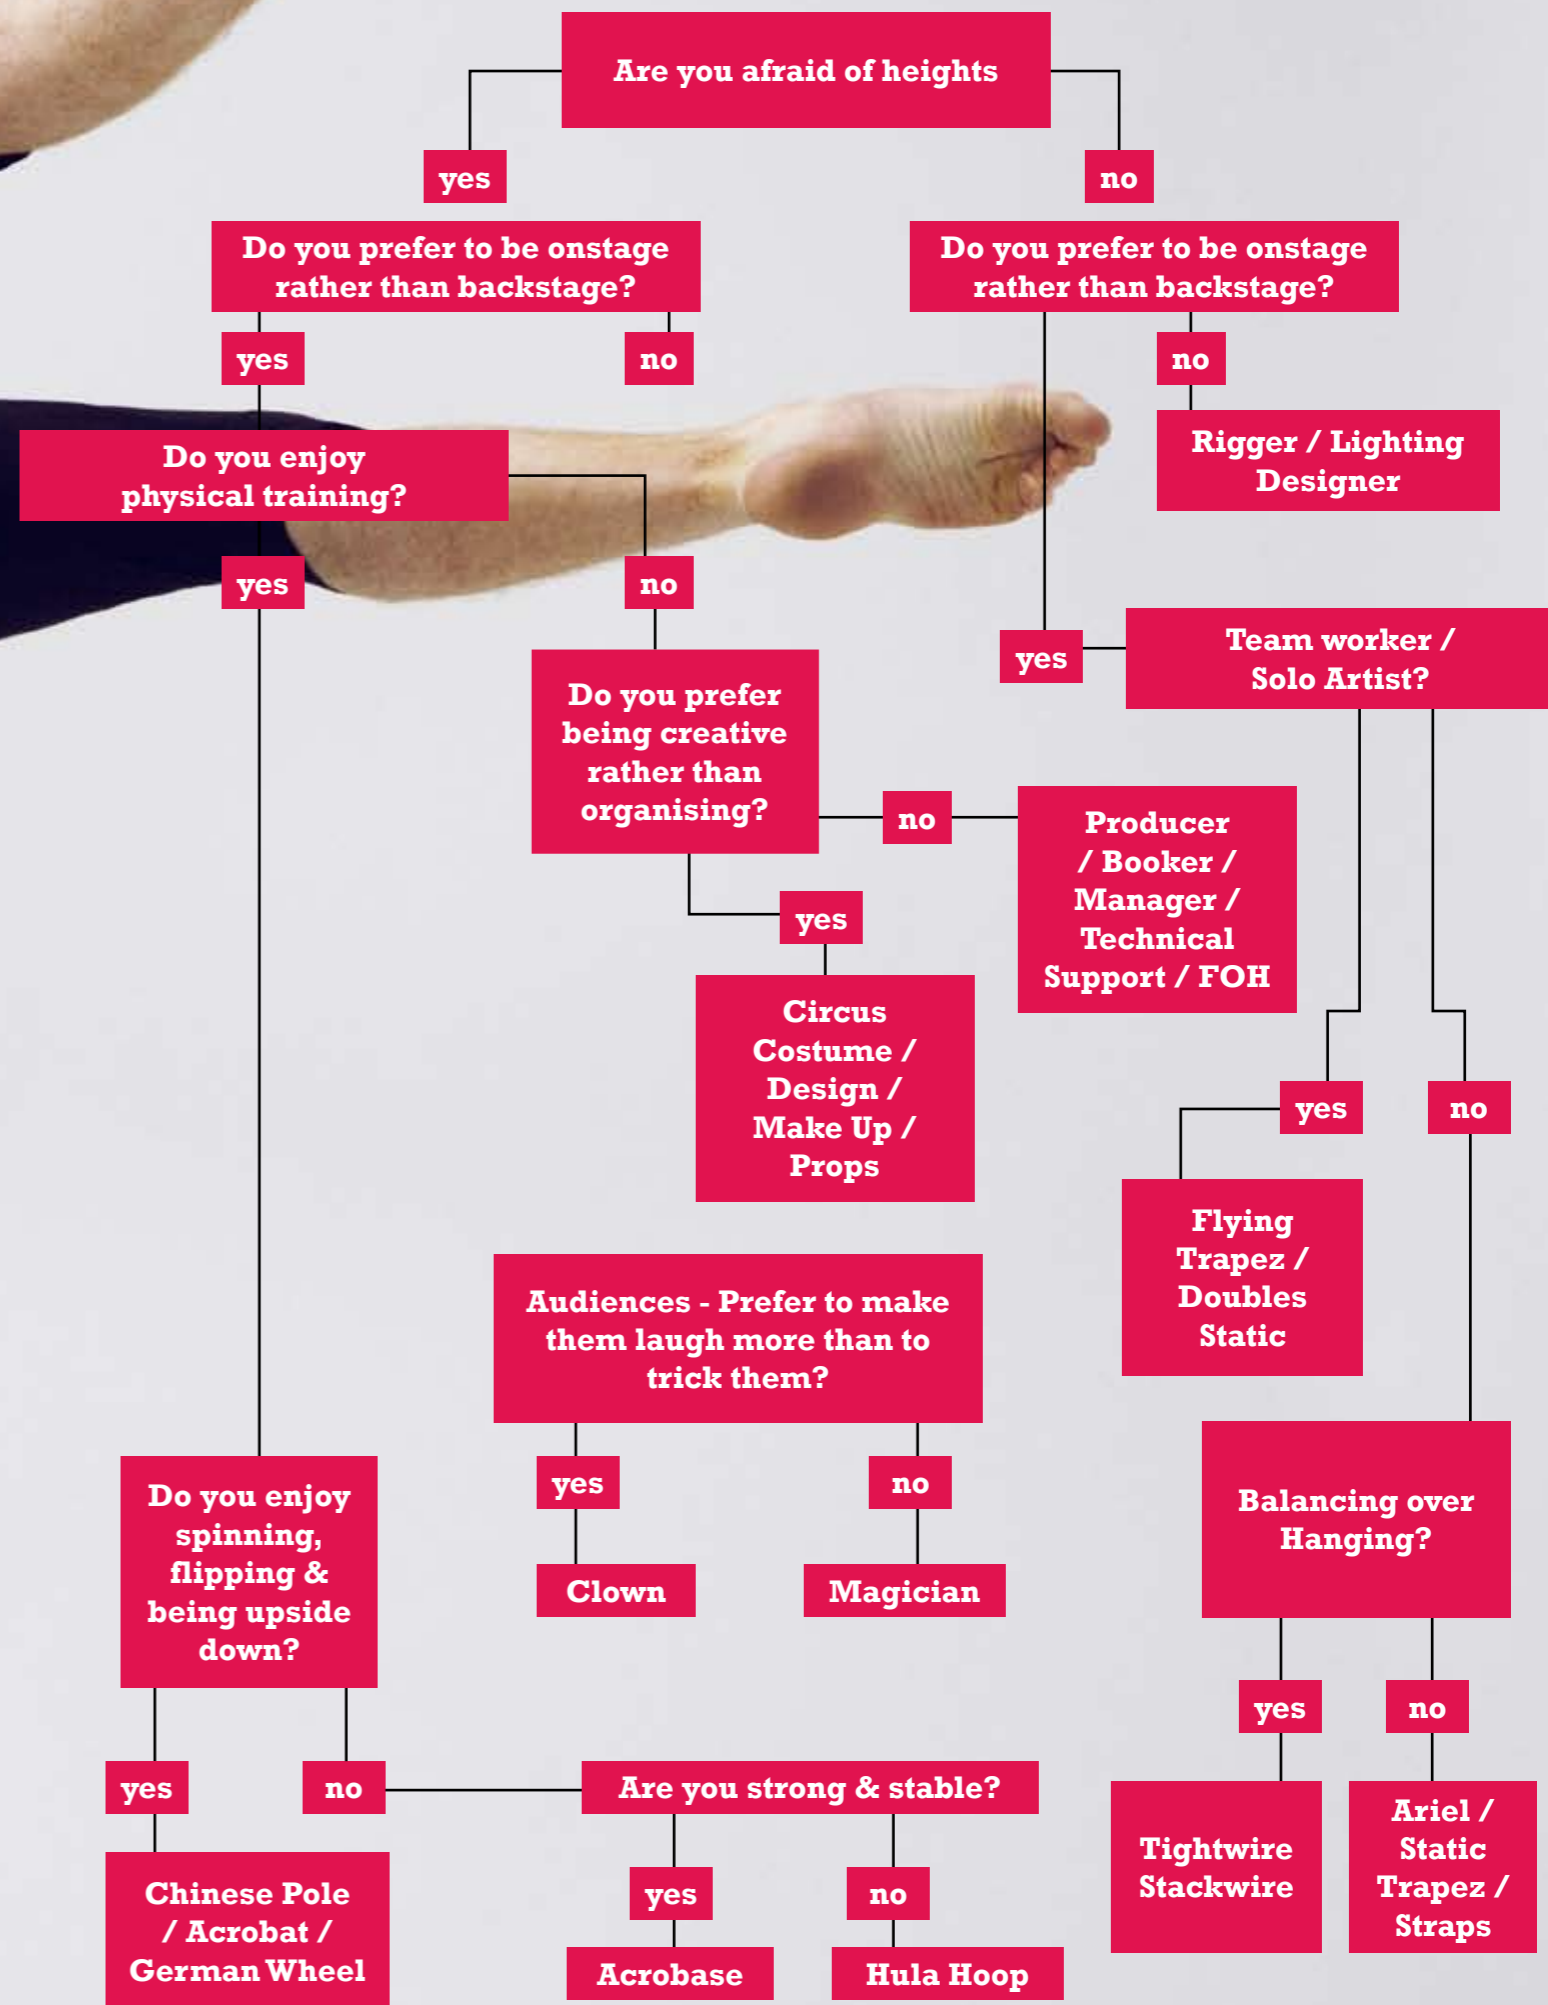 Are you afraid of heights
yes
no
Do you prefer to be onstage
rather than backstage?
Do you prefer to be onstage
rather than backstage?
yes
no
no
Rigger / Lighting
Designer
Do you enjoy
physical training?
yes
no
yes
Team worker /
Solo Artist?
Do you prefer
being creative
rather than
organising?
no
Producer
/ Booker /
Manager /
Technical
Support / FOH
yes
Circus
Costume /
Design /
Make Up /
Props
yes
no
Flying
Trapez /
Doubles
Static
Audiences - Prefer to make
them laugh more than to
trick them?
yes
no
Clown
Magician
Balancing over
Hanging?
Do you enjoy
spinning,
flipping &
being upside
down?
yes
no
yes
no
Are you strong & stable?
Tightwire
Stackwire
Ariel /
Static
Trapez /
Straps
Chinese Pole
/ Acrobat /
German Wheel
yes
no
Acrobase
Hula Hoop